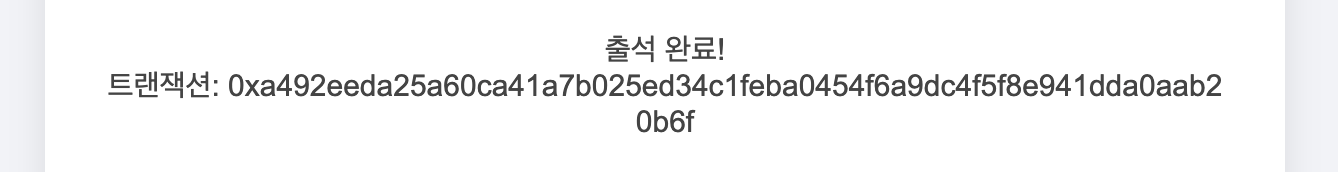 출석 완료!
트랜잭션: 0xa492eeda25a60ca41a7b025ed34c1feba0454f6a9dc4f5f8e941dda0aab2
0b6f